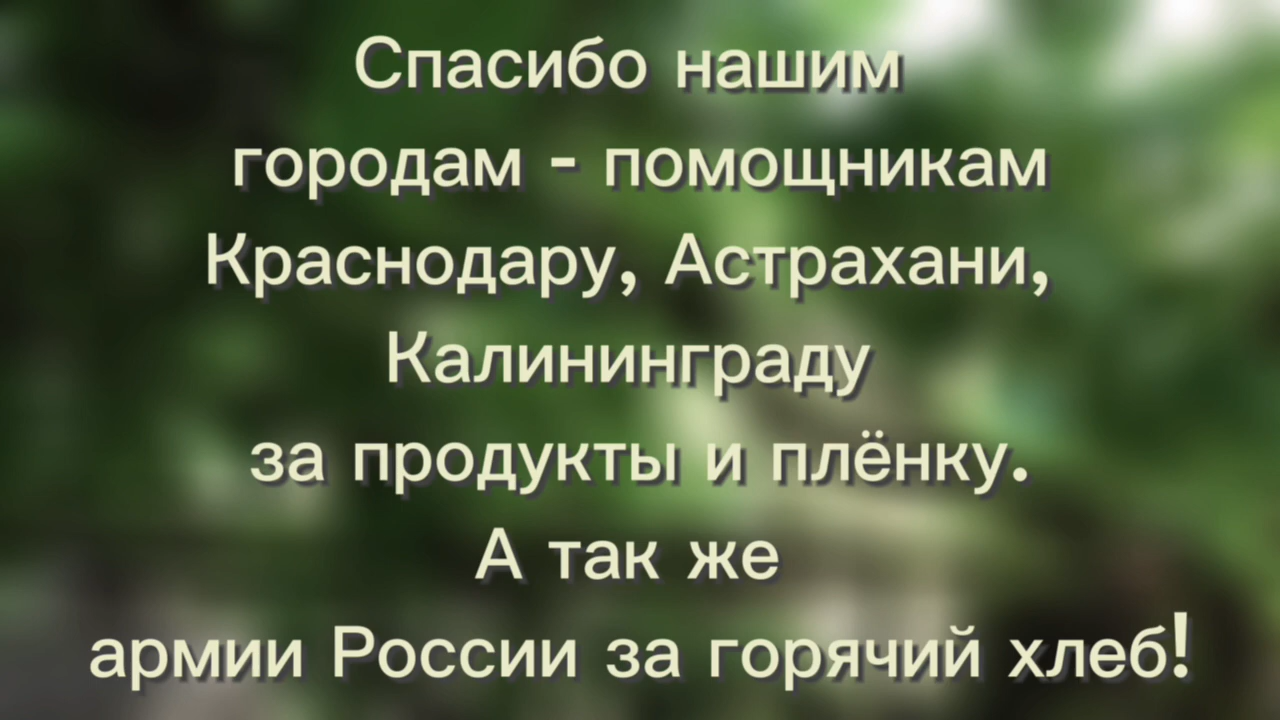 Спасибо нашим
городам - помощникам
Краснодару, Астрахани,
Калининграду
за продукты и плёнку.
А так же
армии России за горячий хлеб!